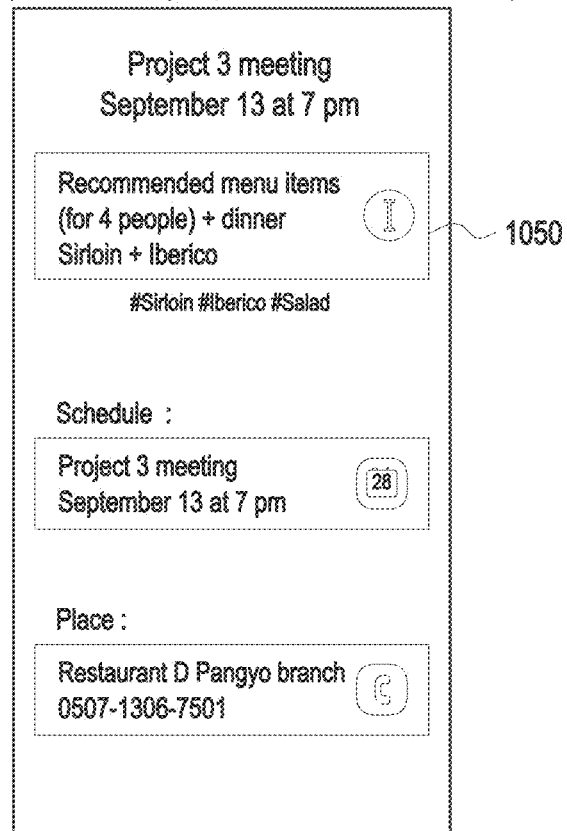 Project 3 meeting
September 13 at 7 pm
Recommended menu items
(for 4 people) + dinner
Sirloin + Iberico
1050
#Sirloin #Iberico #Salad
Schedule :
Project 3 meeting
September 13 at 7 pm
28
Place :
Restaurant D Pangyo branch
0507-1306-7501